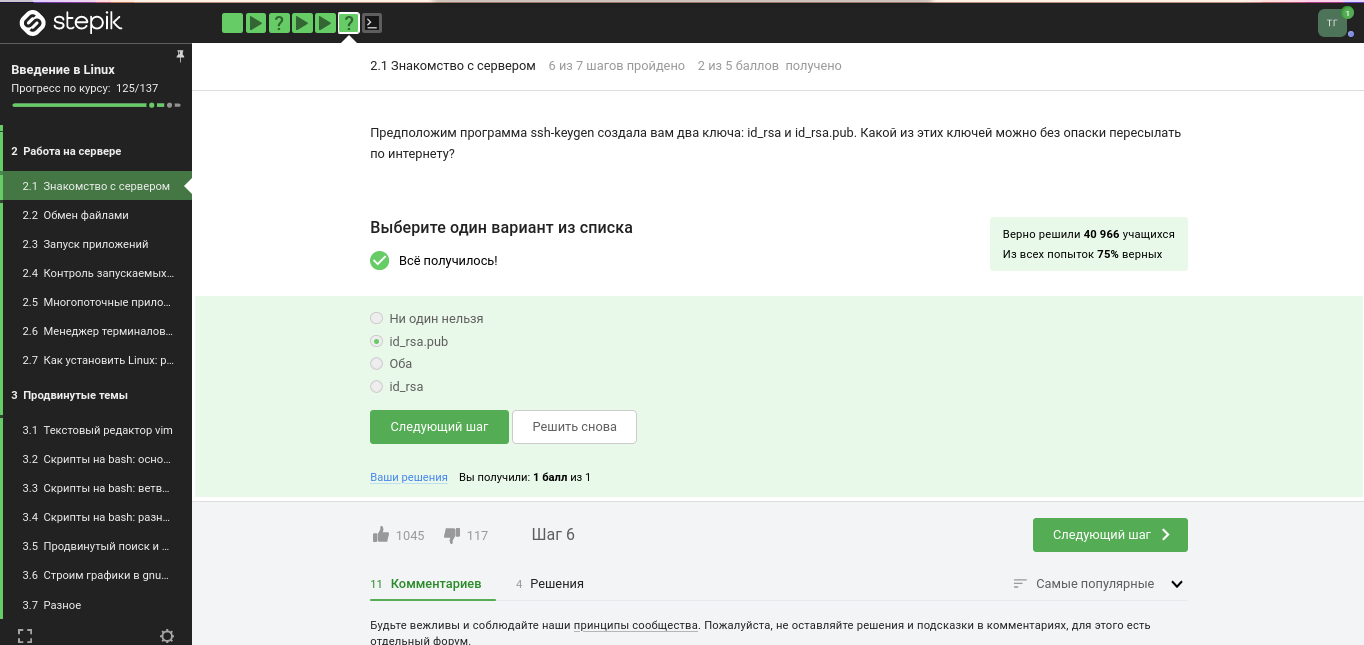 stepik
?
?
ТГ
1
Введение в Linux
Прогресс по курсу: 125/137
2 Работа на сервере
2.1 Знакомство с сервером
2.2 Обмен файлами
2.3 Запуск приложений
2.4 Контроль запускаемых...
2.5 Многопоточные прило...
2.6 Менеджер терминалов...
2.7 Как установить Linux: р...
3 Продвинутые темы
3.1 Текстовый редактор vim
3.2 Скрипты на bash: осно...
3.3 Скрипты на bash: ветв...
3.4 Скрипты на bash: разн...
3.5 Продвинутый поиск и ...
3.6 Строим графики в gnu...
3.7 Разное
2.1 Знакомство с сервером 6 из 7 шагов пройдено 2 из 5 баллов получено
Предположим программа ssh-keygen создала вам два ключа: id_rsa и id_rsa.pub. Какой из этих ключей можно без опаски пересылать
по интернету?
Выберите один вариант из списка
Всё получилось!
Верно решили 40 966 учащихся
Из всех попыток 75% верных
Ни один нельзя
id_rsa.pub
Оба
id_rsa
Следующий шаг
Решить снова
Ваши решения Вы получили: 1 балл из 1
1045 117 Шаг 6
Следующий шаг
11 Комментариев 4 Решения
Самые популярные
Будьте вежливы и соблюдайте наши принципы сообщества. Пожалуйста, не оставляйте решения и подсказки в комментариях, для этого есть
отдельный форум.